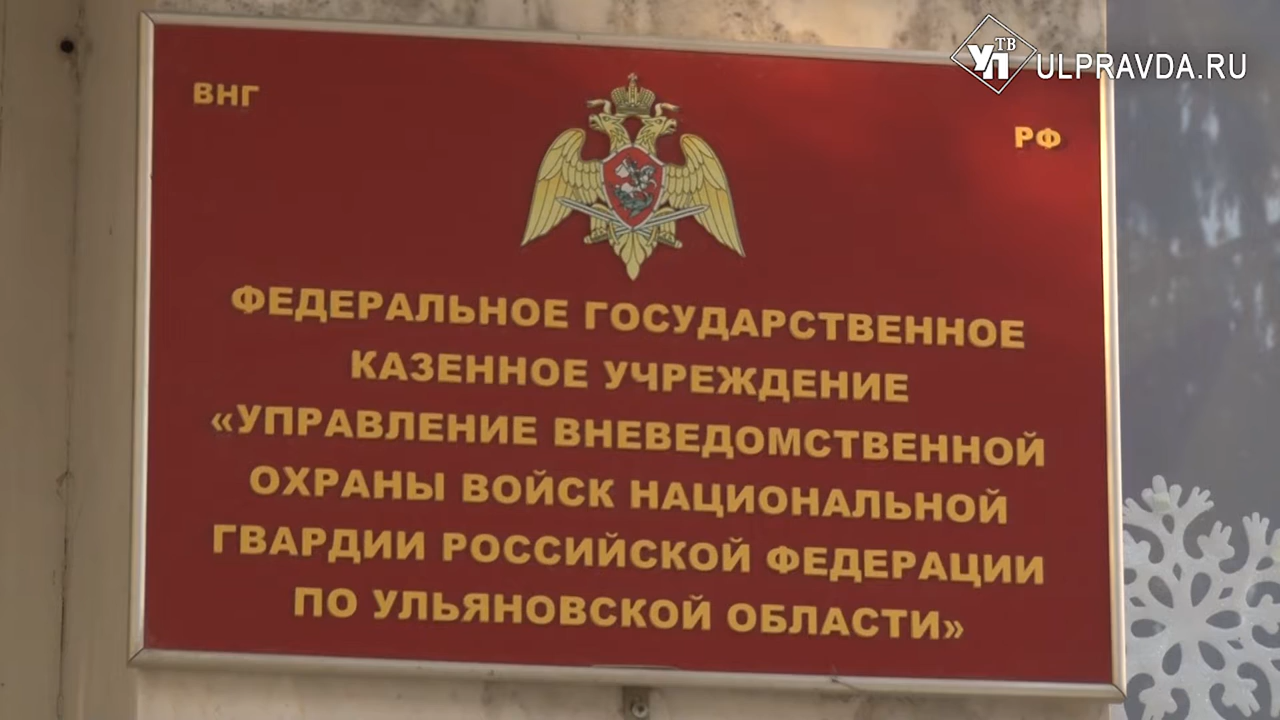 УП ТВ ULPRAVDA.RU
ВНГ
РФ
ФЕДЕРАЛЬНОЕ ГОСУДАРСТВЕННОЕ
КАЗЕННОЕ УЧРЕЖДЕНИЕ
«УПРАВЛЕНИЕ ВНЕВЕДОМСТВЕННОЙ
ОХРАНЫ ВОЙСК НАЦИОНАЛЬНОЙ
ГВАРДИИ РОССИЙСКОЙ ФЕДЕРАЦИИ
ПО УЛЬЯНОВСКОЙ ОБЛАСТИ»